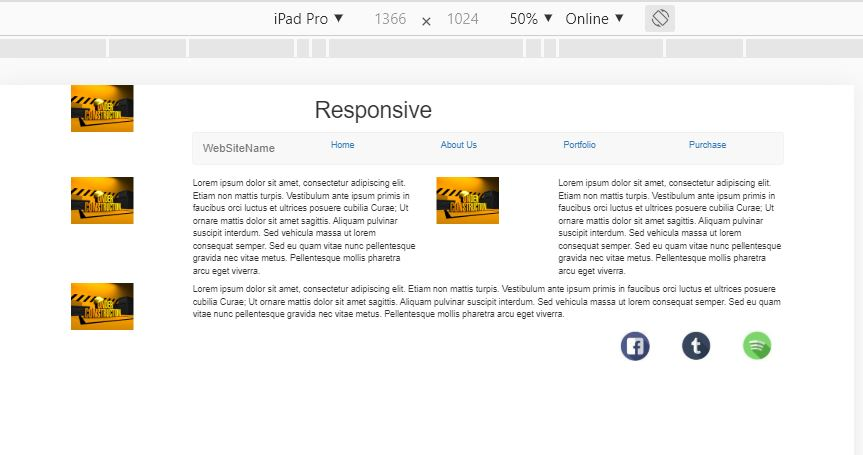 iPad Pro ▼ 1366 × 1024 50% ▼ Online ▼
UNDER CONSTRUCTION
Responsive
WebSiteName Home About Us Portfolio Purchase
UNDER CONSTRUCTION
Lorem ipsum dolor sit amet, consectetur adipiscing elit.
Etiam non mattis turpis. Vestibulum ante ipsum primis in
faucibus orci luctus et ultrices posuere cubilia Curae; Ut
ornare mattis dolor sit amet sagittis. Aliquam pulvinar
suscipit interdum. Sed vehicula massa ut lorem
consequat semper. Sed eu quam vitae nunc pellentesque
gravida nec vitae metus. Pellentesque mollis pharetra
arcu eget viverra.
UNDER CONSTRUCTION
Lorem ipsum dolor sit amet, consectetur adipiscing elit.
Etiam non mattis turpis. Vestibulum ante ipsum primis in
faucibus orci luctus et ultrices posuere cubilia Curae; Ut
ornare mattis dolor sit amet sagittis. Aliquam pulvinar
suscipit interdum. Sed vehicula massa ut lorem
consequat semper. Sed eu quam vitae nunc pellentesque
gravida nec vitae metus. Pellentesque mollis pharetra
arcu eget viverra.
UNDER CONSTRUCTION
Lorem ipsum dolor sit amet, consectetur adipiscing elit. Etiam non mattis turpis. Vestibulum ante ipsum primis in faucibus orci luctus et ultrices posuere
cubilia Curae; Ut ornare mattis dolor sit amet sagittis. Aliquam pulvinar suscipit interdum. Sed vehicula massa ut lorem consequat semper. Sed eu quam vitae nunc
pellentesque gravida nec vitae metus. Pellentesque mollis pharetra arcu eget viverra.